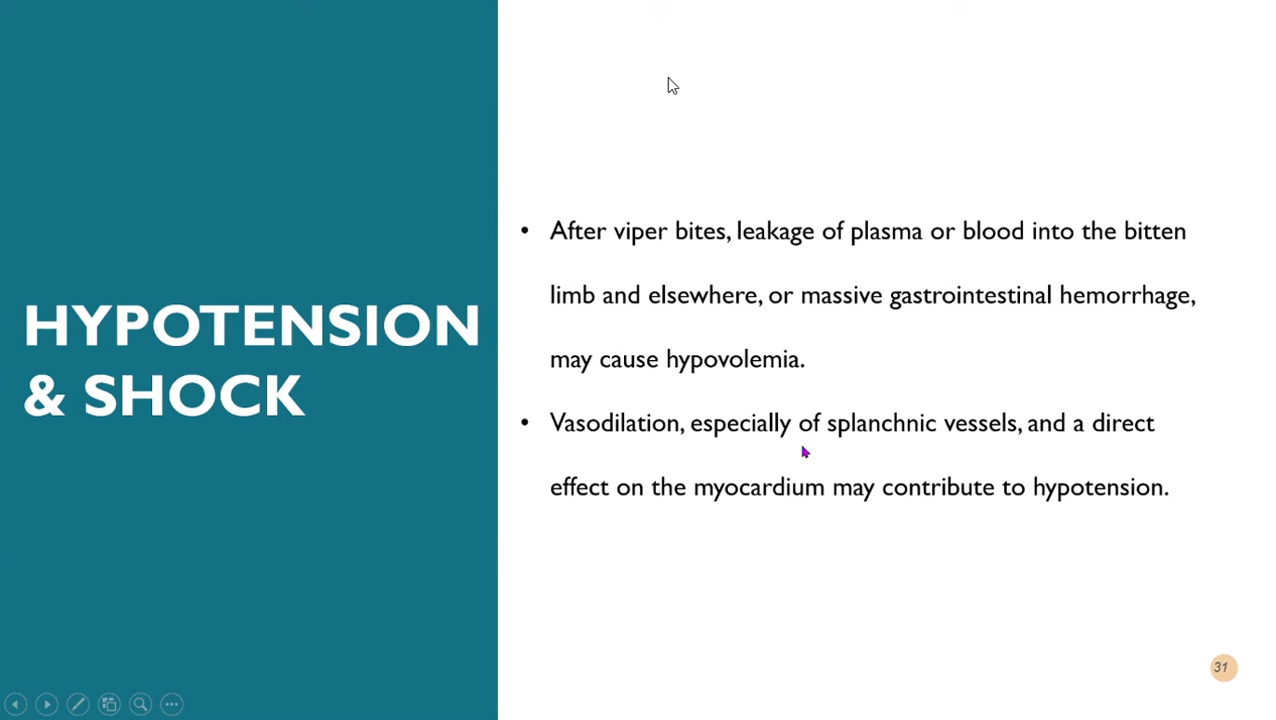 HYPOTENSION
& SHOCK
• After viper bites, leakage of plasma or blood into the bitten
limb and elsewhere, or massive gastrointestinal hemorrhage,
may cause hypovolemia.
• Vasodilation, especially of splanchnic vessels, and a direct
effect on the myocardium may contribute to hypotension.
31